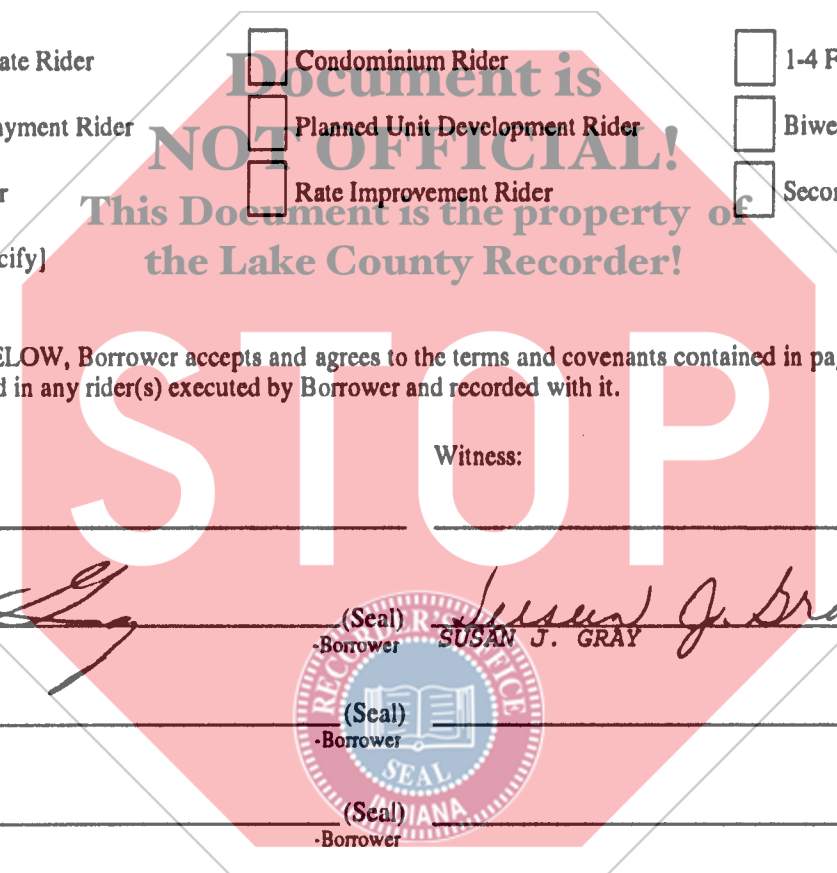 ate Rider Condominium Rider 1-4 F
Document is
ayment Rider Planned Unit Development Rider Biwe
NOT OFFICIAL!
r Rate Improvement Rider Secon
This Document is the property of
cify]
the Lake County Recorder!
ELOW, Borrower accepts and agrees to the terms and covenants contained in pa
d in any rider(s) executed by Borrower and recorded with it.
STOP
Witness:
(Seal) Susan J. Gra
-Borrower SUSAN J. GRAY
RECORDER'S OFFICE
(Seal)
-Borrower
SEAL
INDIANA
(Seal)
-Borrower